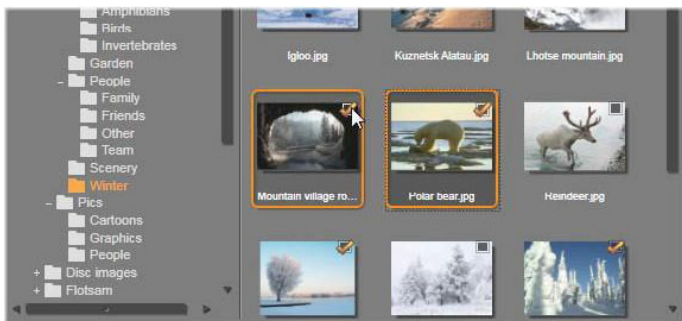 Amphibians
Birds
Invertebrates
Garden
People
Family
Friends
Other
Team
Scenery
Winter
Pics
Cartoons
Graphics
People
Disc images
Flotsam
Igloo.jpg
Kuznetsk Alatau.jpg
Lhotse mountain.jpg
Mountain village ro...
Polar bear.jpg
Reindeer.jpg